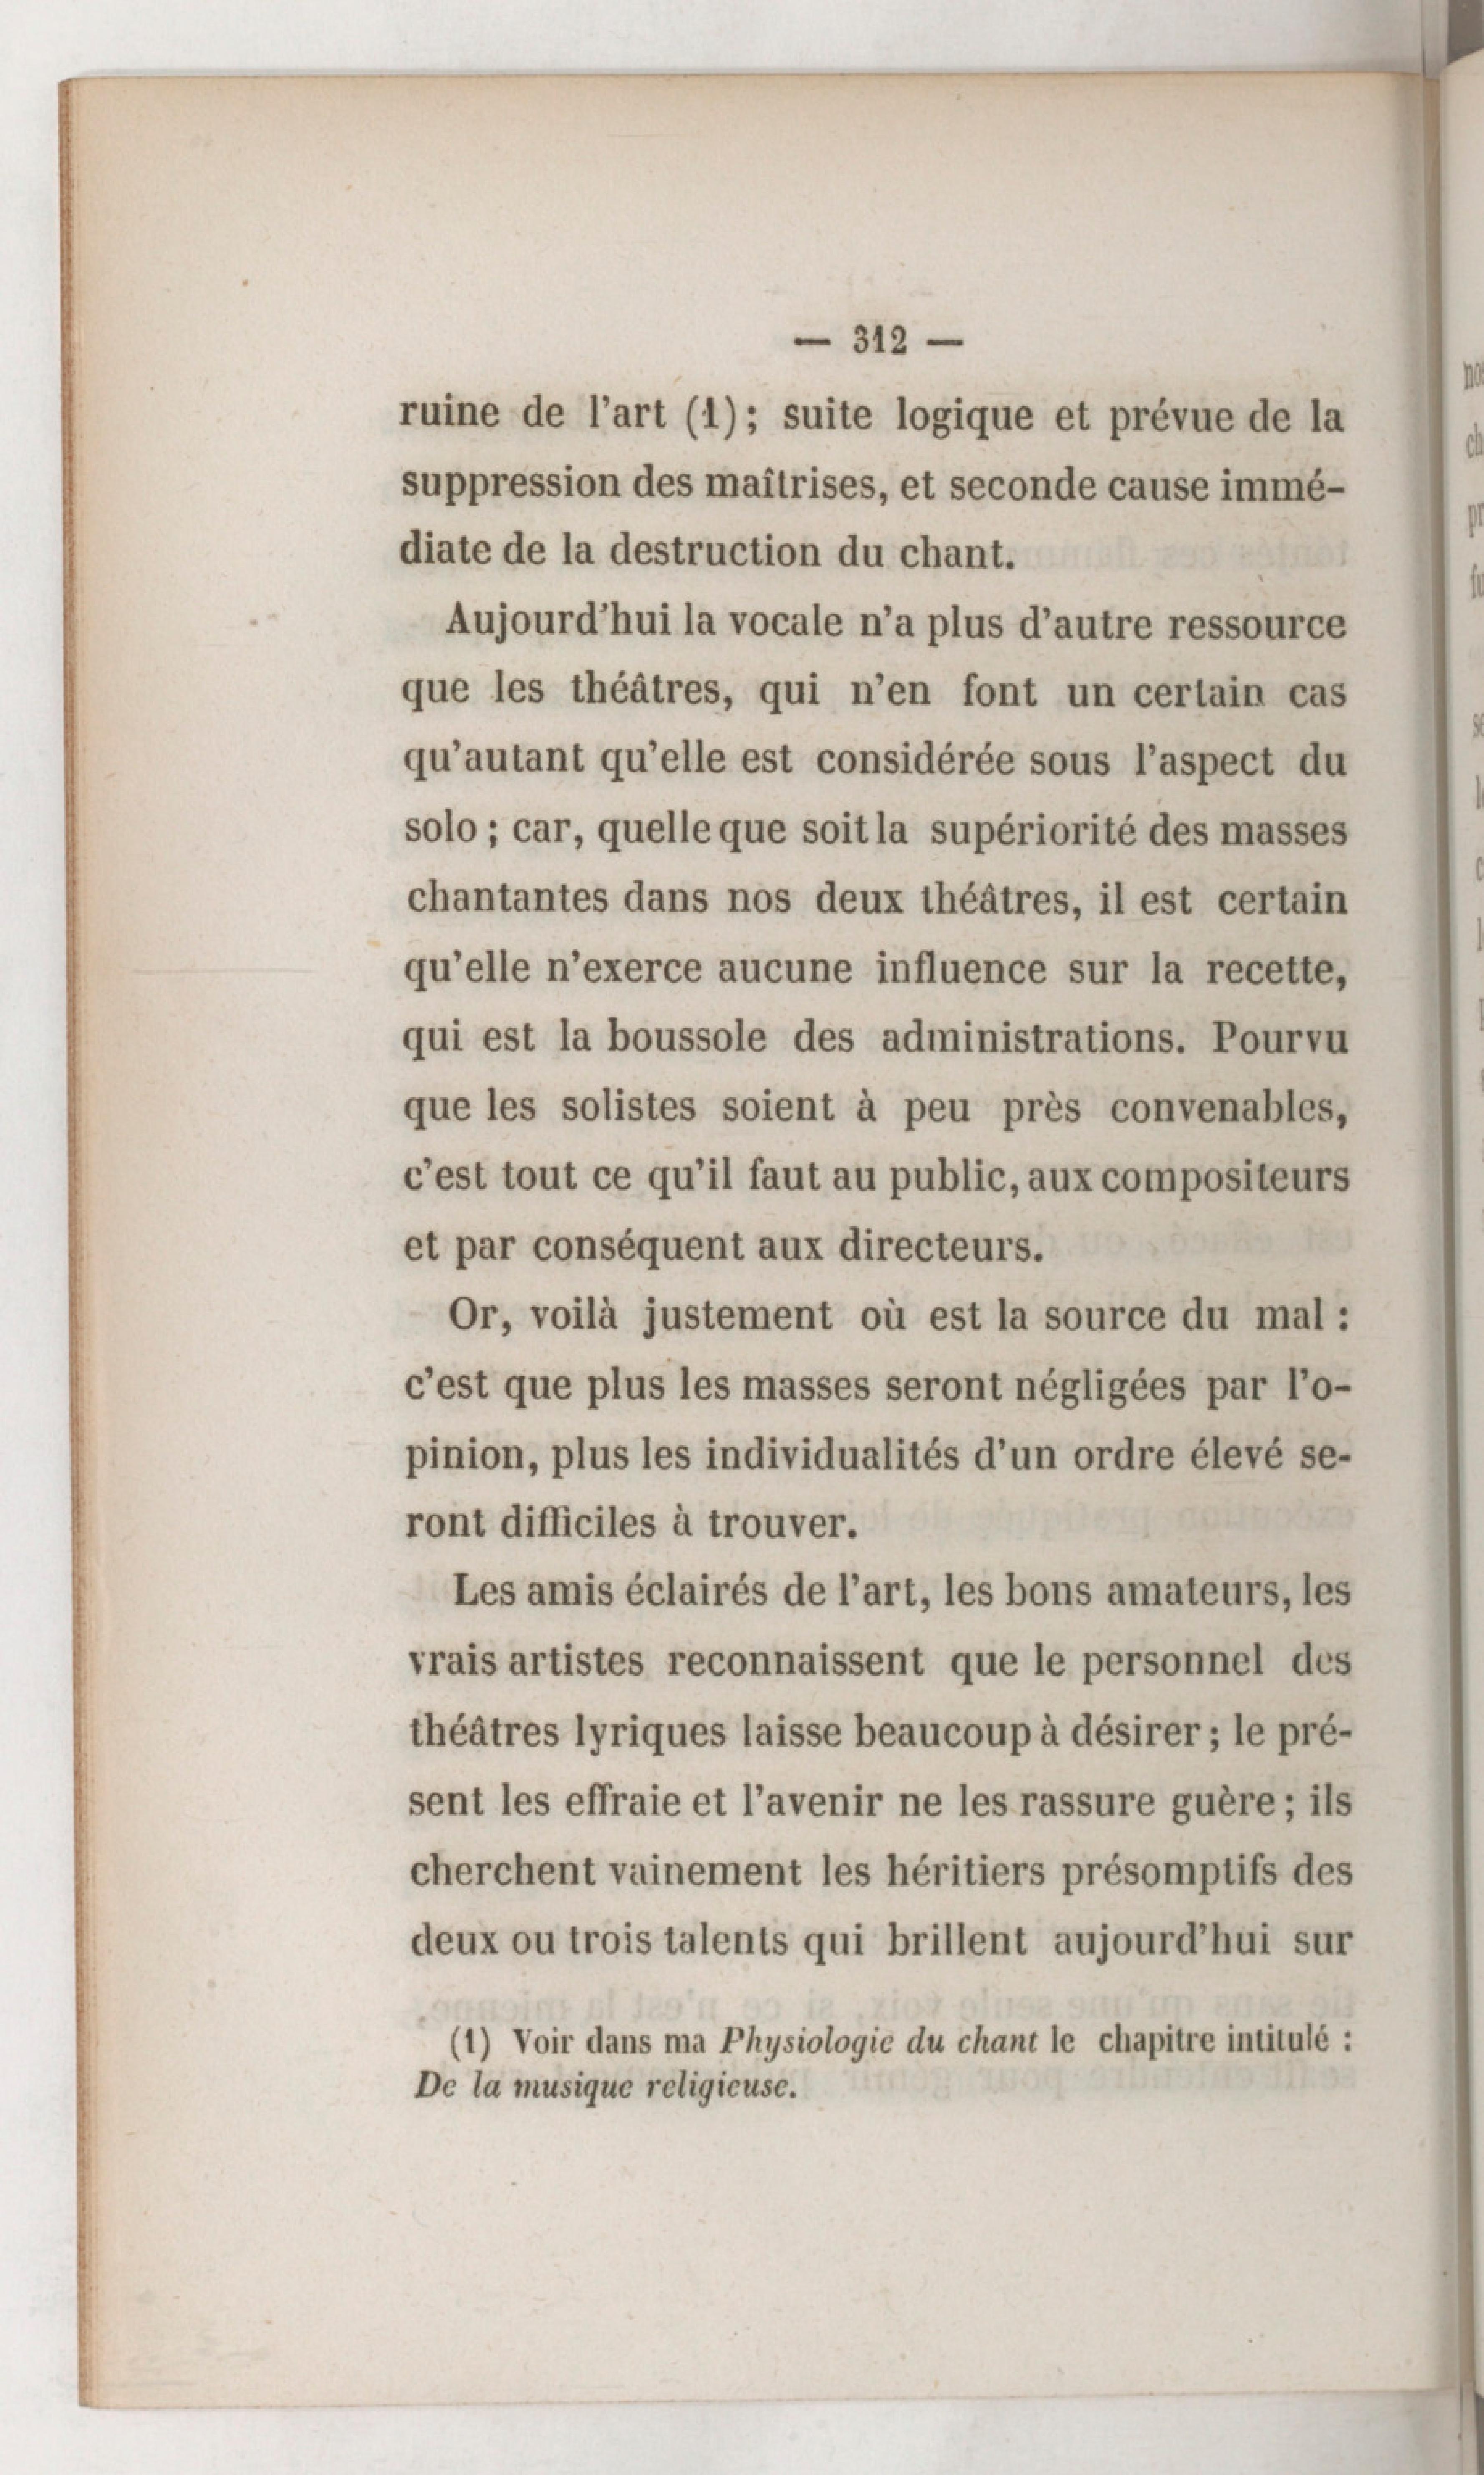 — 312 —
ruine de l'art (1); suite logique et prévue de la
suppression des maîtrises, et seconde cause immé-
diate de la destruction du chant.
Aujourd'hui la vocale n'a plus d'autre ressource
que les théâtres, qui n'en font un certain cas
qu'autant qu'elle est considérée sous l'aspect du
solo ; car, quelle que soit la supériorité des masses
chantantes dans nos deux théâtres, il est certain
qu'elle n'exerce aucune influence sur la recette,
qui est la boussole des administrations. Pourvu
que les solistes soient à peu près convenables,
c'est tout ce qu'il faut au public, aux compositeurs
et par conséquent aux directeurs.
Or, voilà justement où est la source du mal :
c'est que plus les masses seront négligées par l'o-
pinion, plus les individualités d'un ordre élevé se-
ront difficiles à trouver.
Les amis éclairés de l'art, les bons amateurs, les
vrais artistes reconnaissent que le personnel des
théâtres lyriques laisse beaucoup à désirer ; le pré-
sent les effraie et l'avenir ne les rassure guère ; ils
cherchent vainement les héritiers présomptifs des
deux ou trois talents qui brillent aujourd'hui sur
(1) Voir dans ma Physiologie du chant le chapitre intitulé :
De la musique religieuse.